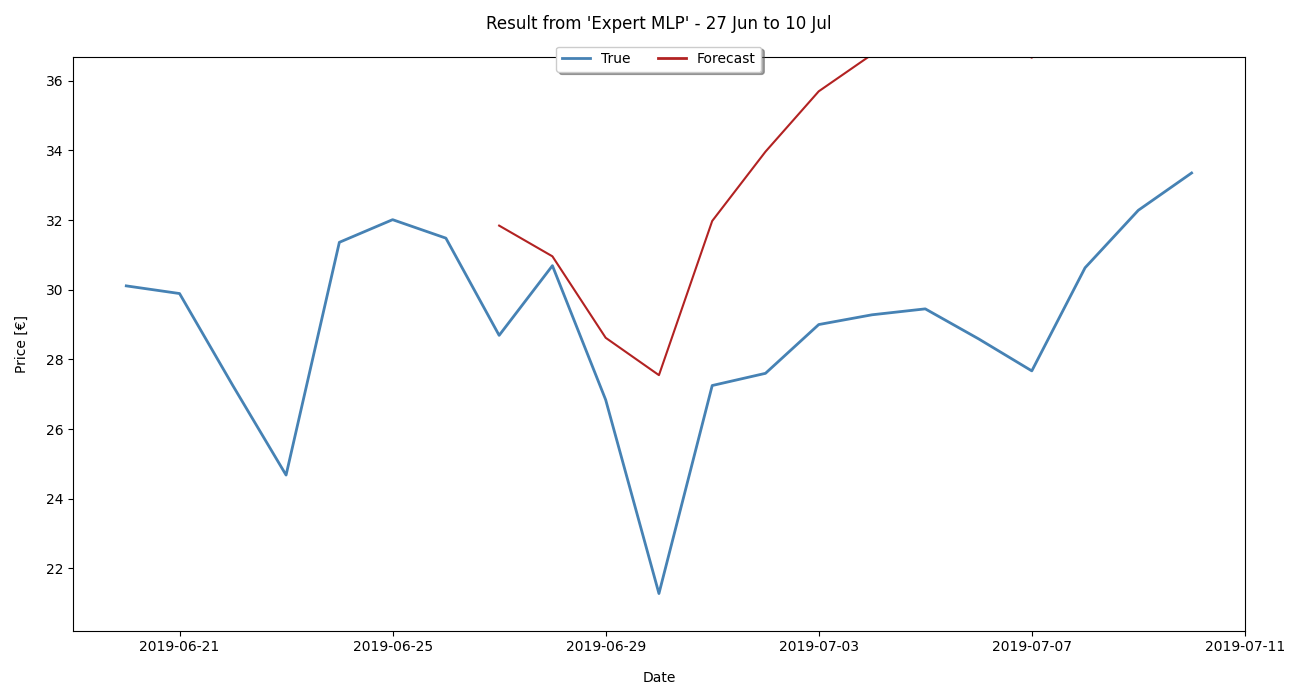 Result from 'Expert MLP' - 27 Jun to 10 Jul
True Forecast
36
34
32
30
28
26
24
22
Price [€]
2019-06-21 2019-06-25 2019-06-29 2019-07-03 2019-07-07 2019-07-11
Date